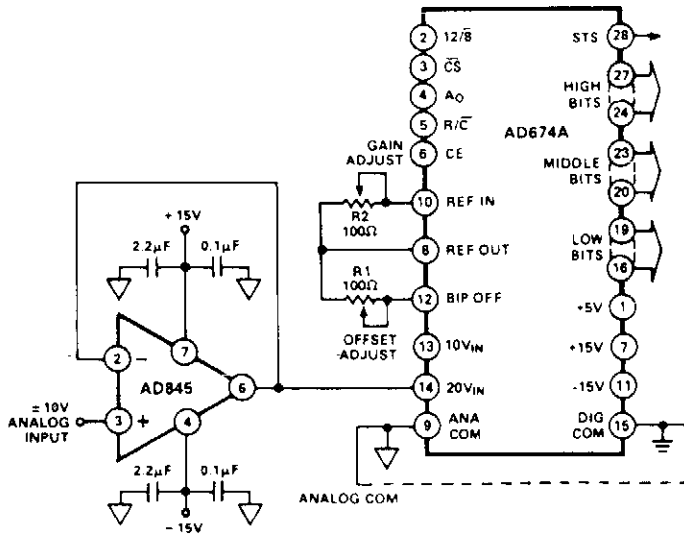 2 12/8̅ STS 28
3 C̅S̅ 27
HIGH BITS
4 A₀ 24
5 R/C̅ AD674A
GAIN ADJUST 6 CE 23
MIDDLE BITS
R2 100Ω 10 REF IN 20
+15V 19
2.2µF 0.1µF 8 REF OUT LOW BITS
R1 100Ω 16
12 BIP OFF +5V 1
OFFSET ADJUST
7 13 10VIN +15V 7
2 −
AD845 6 14 20VIN -15V 11
±10V ANALOG INPUT 3 + 4 9 ANA COM DIG COM 15
2.2µF 0.1µF
ANALOG COM
−15V